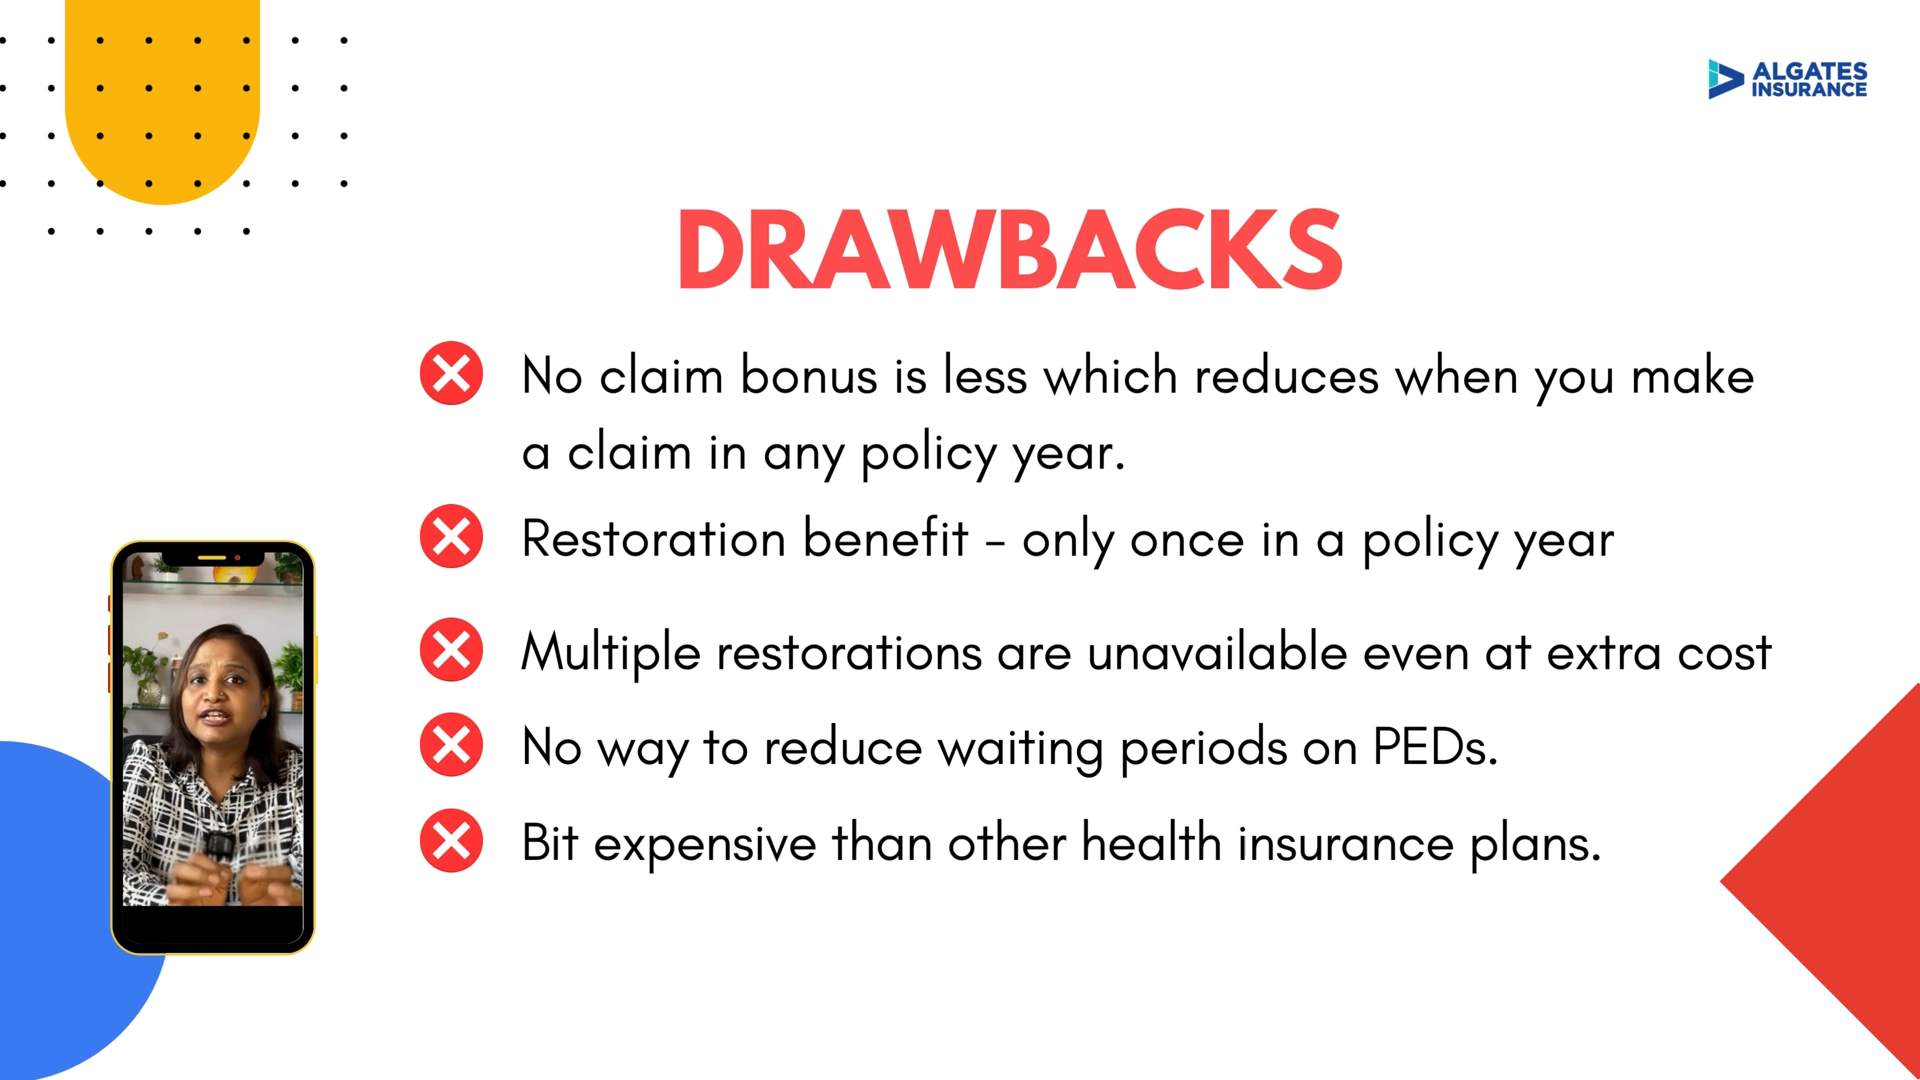 ALGATES
INSURANCE
DRAWBACKS
No claim bonus is less which reduces when you make
a claim in any policy year.
Restoration benefit - only once in a policy year
Multiple restorations are unavailable even at extra cost
No way to reduce waiting periods on PEDs.
Bit expensive than other health insurance plans.